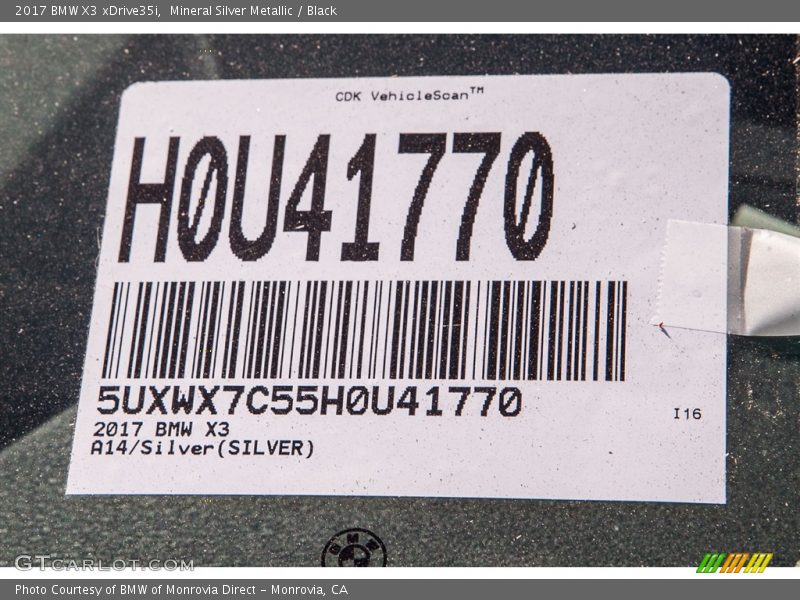 2017 BMW X3 xDrive35i, Mineral Silver Metallic / Black
CDK VehicleScan™
H0U41770
5UXWX7C55H0U41770
2017 BMW X3
A14/Silver(SILVER)
I16
BMW
GTCARLOT.COM
Photo Courtesy of BMW of Monrovia Direct - Monrovia, CA